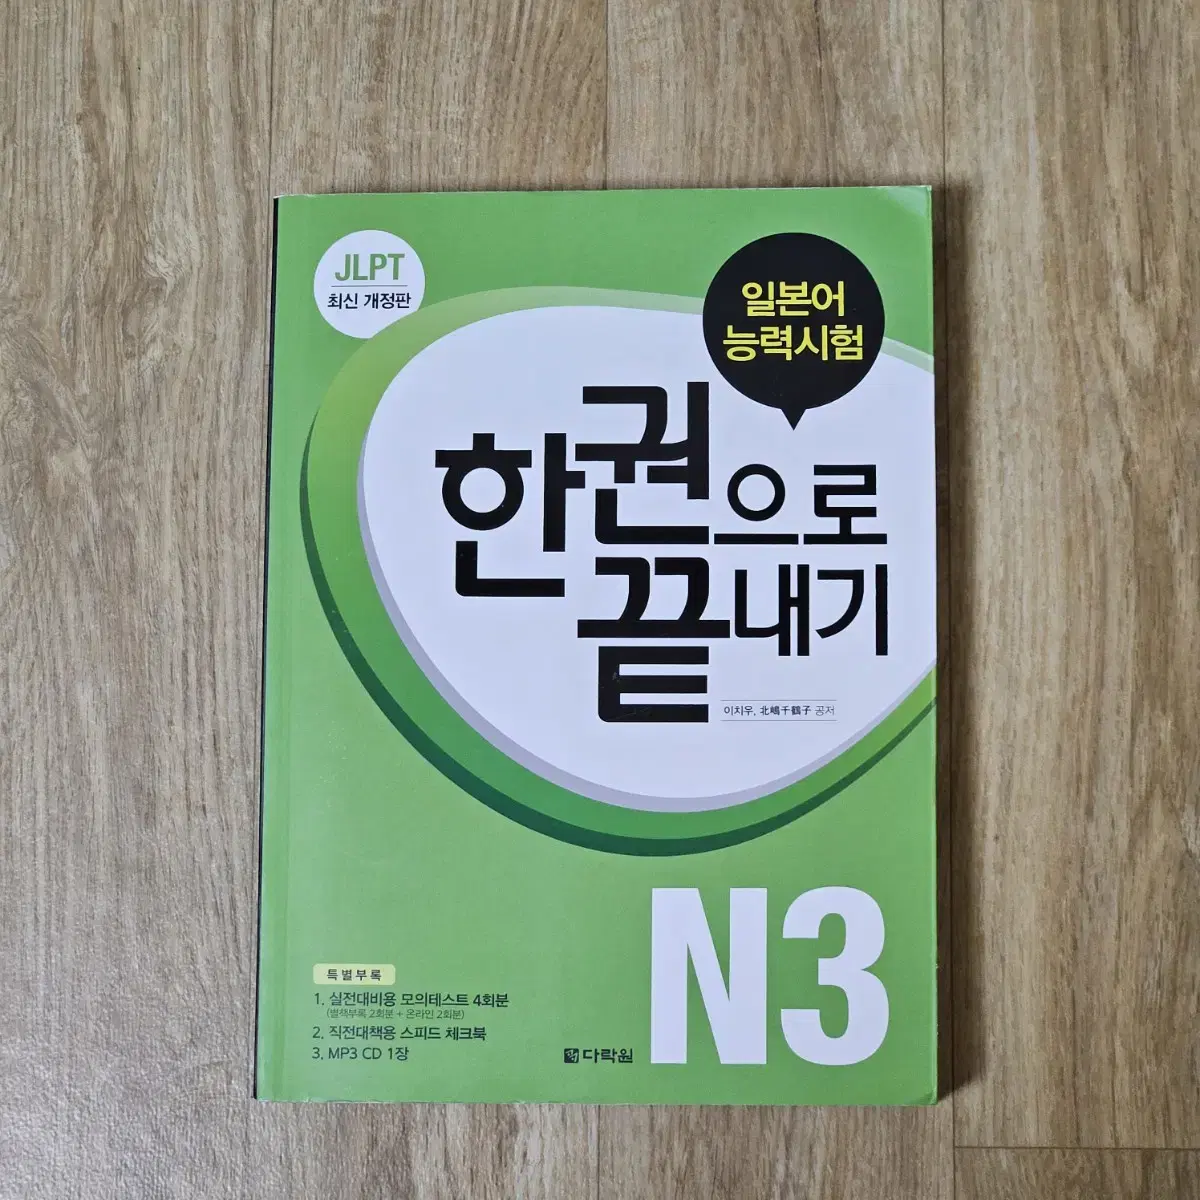 JLPT
최신 개정판
일본어
능력시험
한권으로
끝내기
이치우, 北嶋千鶴子 공저
N3
특별부록
1. 실전대비용 모의테스트 4회분
(별책부록 2회분 + 온라인 2회분)
2. 직전대책용 스피드 체크북
3. MP3 CD 1장
다락원